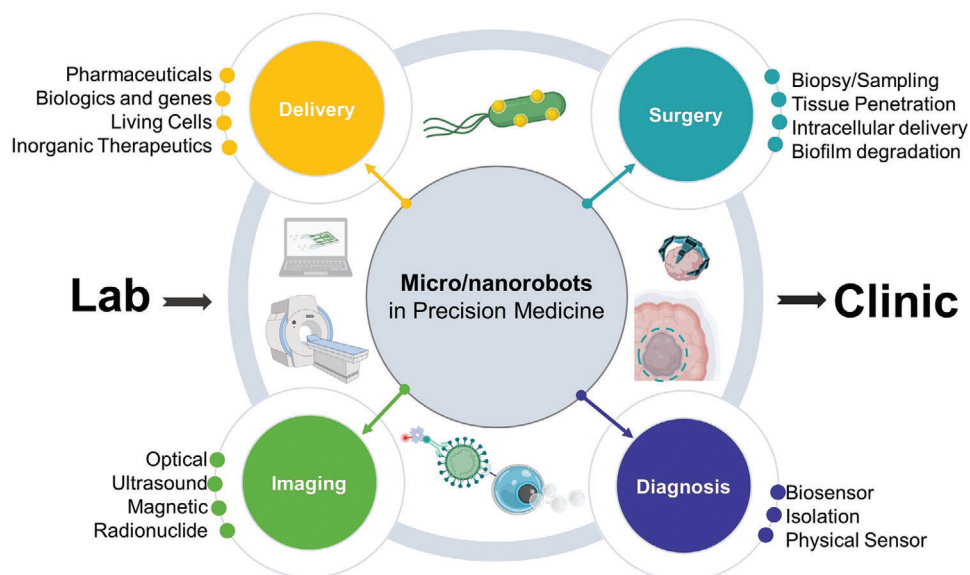 Pharmaceuticals
Biologics and genes
Living Cells
Inorganic Therapeutics
Delivery
Surgery
Biopsy/Sampling
Tissue Penetration
Intracellular delivery
Biofilm degradation
Lab
Micro/nanorobots
in Precision Medicine
Clinic
Optical
Ultrasound
Magnetic
Radionuclide
Imaging
Diagnosis
Biosensor
Isolation
Physical Sensor